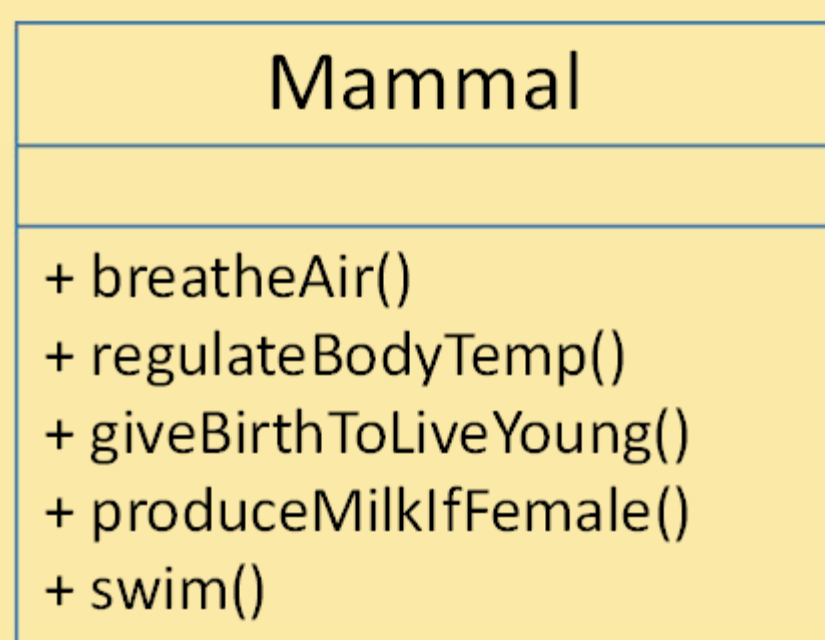 Mammal
+ breatheAir()
+ regulateBodyTemp()
+ giveBirthToLiveYoung()
+ produceMilkIfFemale()
+ swim()